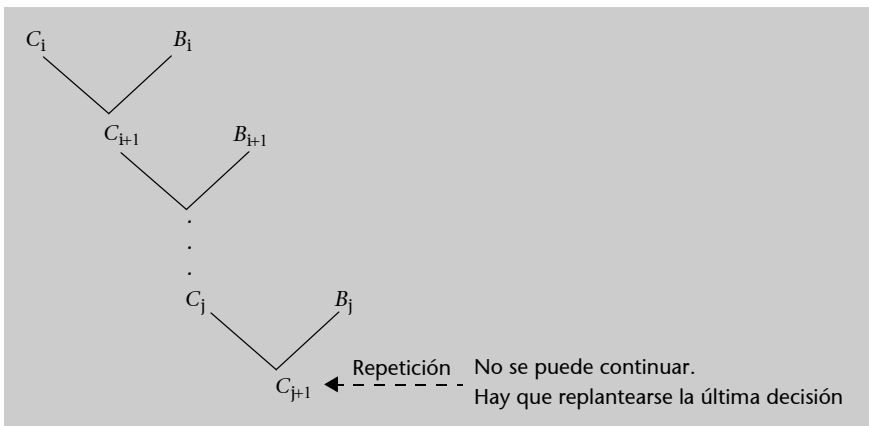 Ci Bi
Ci+1 Bi+1
.
.
.
Cj Bj
Repetición No se puede continuar.
Cj+1 Hay que replantearse la última decisión